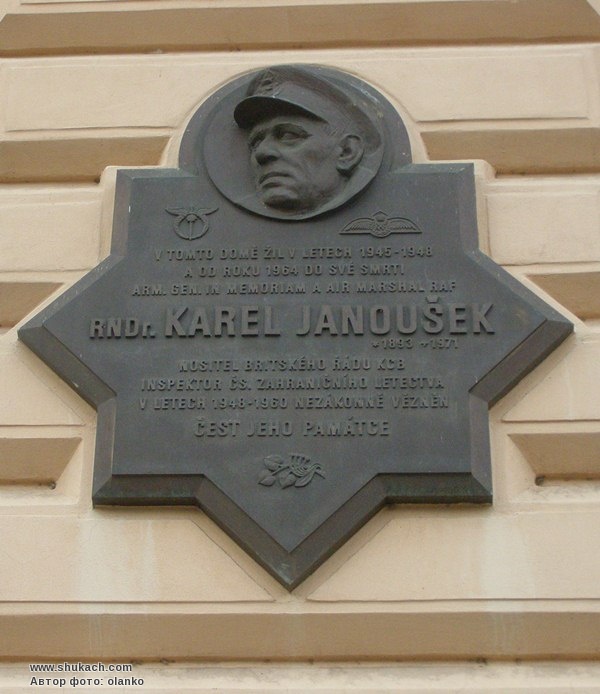 V TOMTO DOMĚ ŽIL V LETECH 1945-1948
A OD ROKU 1964 DO SVÉ SMRTI
ARM. GEN. IN MEMORIAM A AIR MARSHAL RAF
RNDr. KAREL JANOUŠEK
*1893 +1971
NOSITEL BRITSKÉHO ŘÁDU KCB
INSPEKTOR ČS. ZAHRANIČNÍHO LETECTVA
V LETECH 1948-1960 NEZÁKONNĚ VĚZNĚN
ČEST JEHO PAMÁTCE
www.shukach.com
Автор фото: olanko